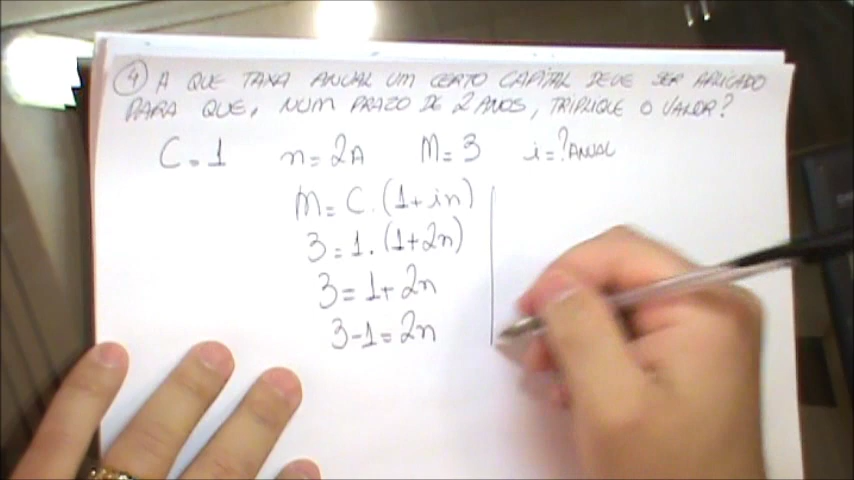 ④ A QUE TAXA ANUAL UM CERTO CAPITAL DEVE SER APLICADO
PARA QUE, NUM PRAZO DE 2 ANOS, TRIPLIQUE O VALOR?
C = 1 n = 2A M = 3 i = ? ANUAL
M = C . (1 + in)
3 = 1 . (1 + 2n)
3 = 1 + 2n
3 - 1 = 2n